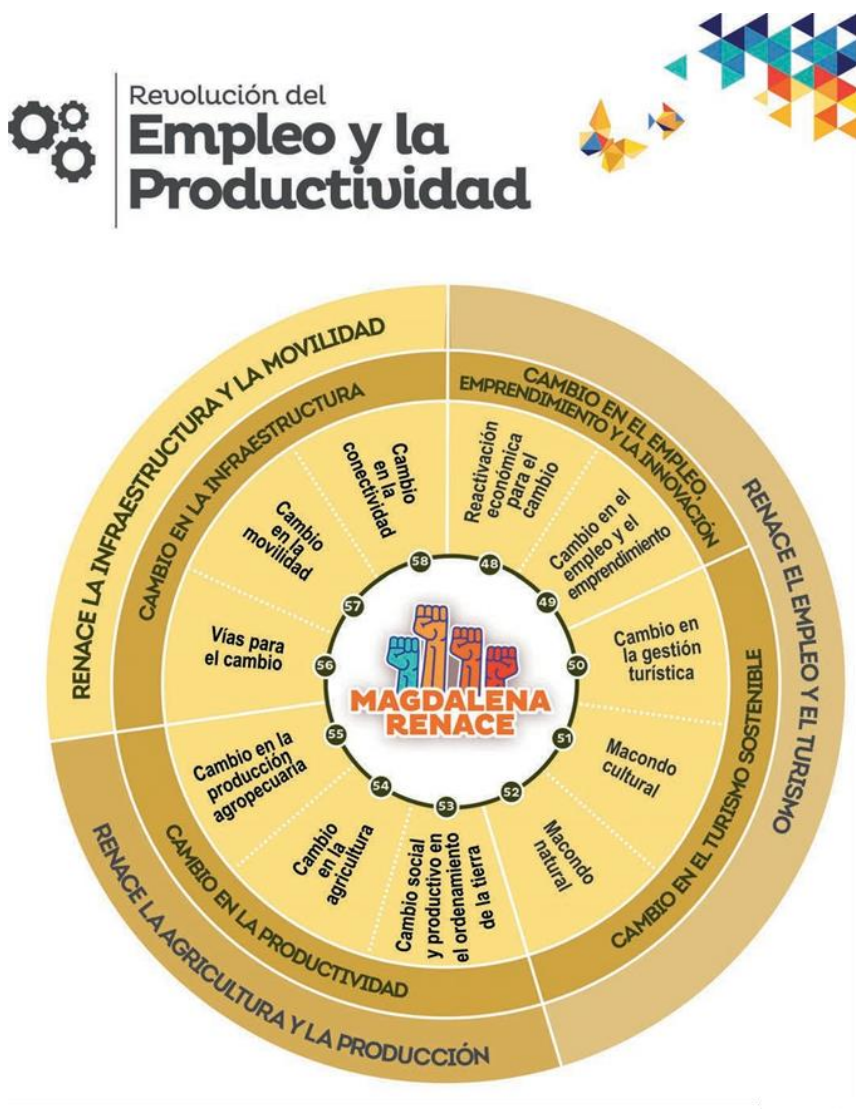 Revolución del
Empleo y la
Productividad
RENACE LA INFRAESTRUCTURA Y LA MOVILIDAD
CAMBIO EN LA INFRAESTRUCTURA
Cambio
en la
conectividad
58
Cambio
en la
movilidad
57
Vías para
el cambio
56
RENACE EL EMPLEO Y EL TURISMO
CAMBIO EN EL EMPLEO,
EMPRENDIMIENTO Y LA INNOVACIÓN
Reactivación
económica
para el
cambio
48
Cambio en el
empleo y el
emprendimiento
49
CAMBIO EN EL TURISMO SOSTENIBLE
Cambio en
la gestión
turística
50
Macondo
cultural
51
Macondo
natural
52
RENACE LA AGRICULTURA Y LA PRODUCCIÓN
CAMBIO EN LA PRODUCTIVIDAD
Cambio social
y productivo en
el ordenamiento
de la tierra
53
Cambio
en la
agricultura
54
Cambio en la
producción
agropecuaria
55
MAGDALENA
RENACE